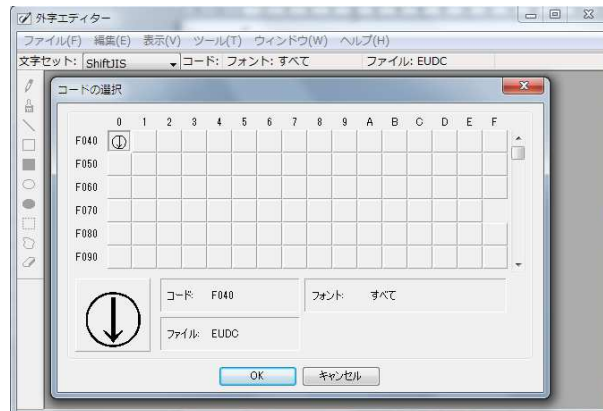 外字エディター
ファイル(F) 編集(E) 表示(V) ツール(T) ウィンドウ(W) ヘルプ(H)
文字セット: ShiftJIS コード: フォント: すべて ファイル: EUDC
コードの選択
0 1 2 3 4 5 6 7 8 9 A B C D E F
F040
F050
F060
F070
F080
F090
コード: F040 フォント: すべて
ファイル: EUDC
OK キャンセル